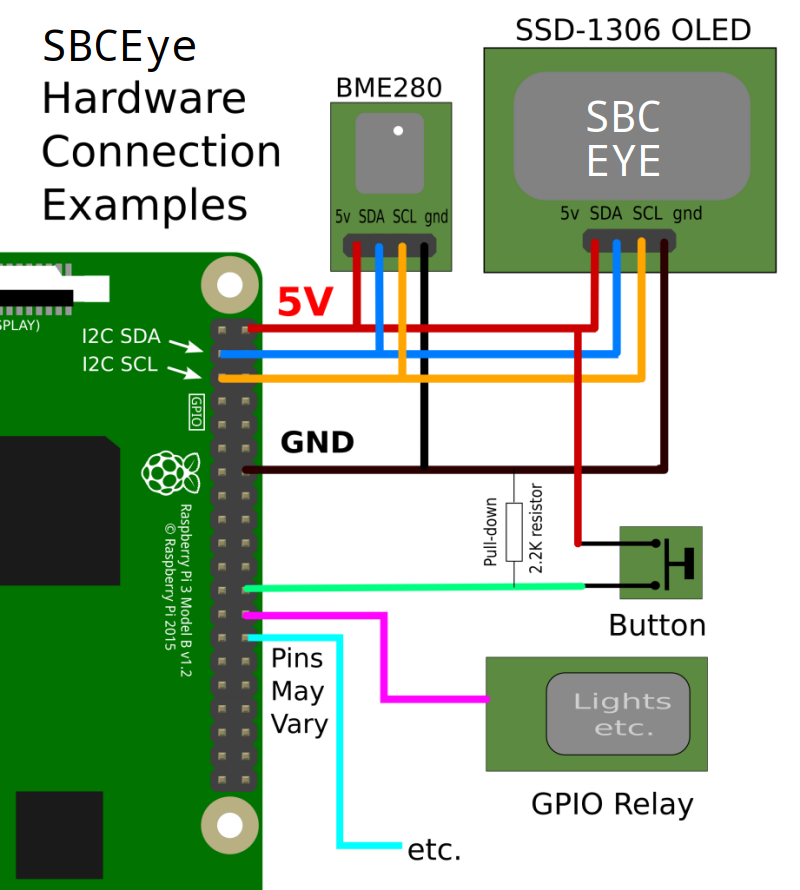 SBCEye
Hardware
Connection
Examples
SSD-1306 OLED
BME280
SBC
EYE
5v SDA SCL gnd
5v SDA SCL gnd
5V
SPLAY)
I2C SDA
I2C SCL
GPIO
GND
Raspberry Pi 3 Model B v1.2
© Raspberry Pi 2015
Pull-down
2.2K resistor
Button
Pins
May
Vary
Lights
etc.
GPIO Relay
etc.